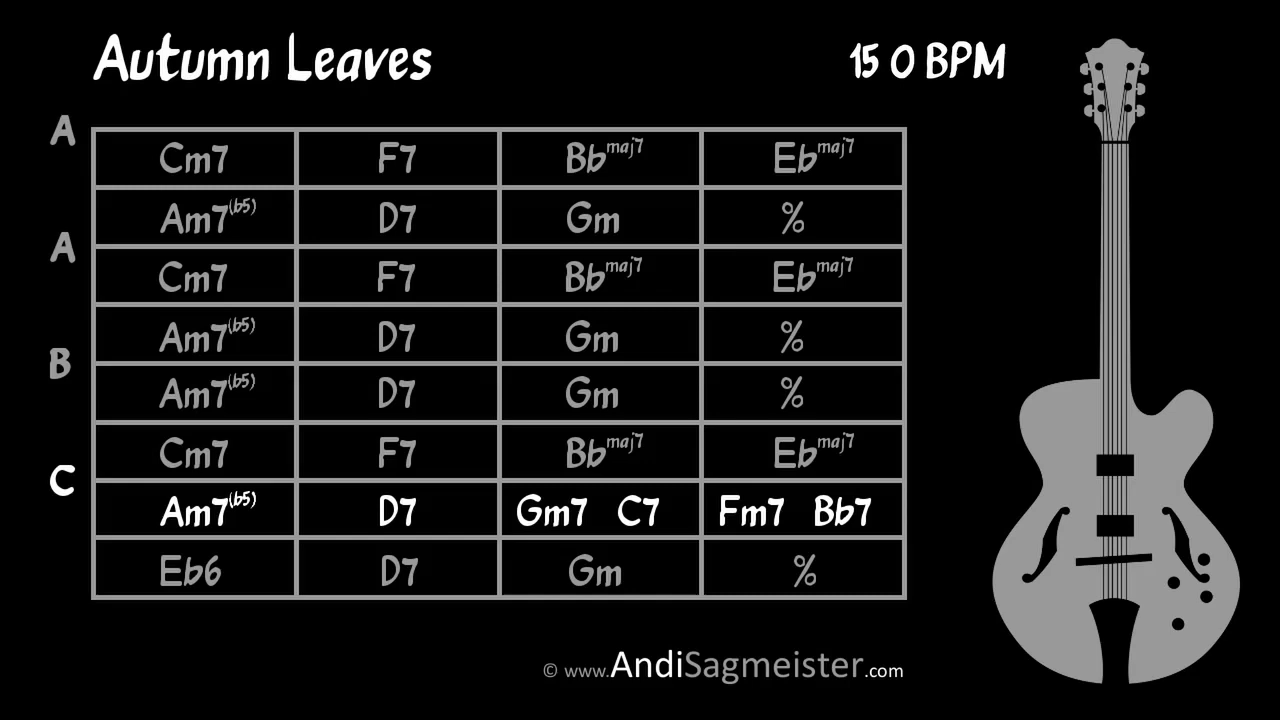 Autumn Leaves 15 0 BPM
A
Cm7 F7 Bbmaj7 Ebmaj7
Am7(b5) D7 Gm %
A
Cm7 F7 Bbmaj7 Ebmaj7
Am7(b5) D7 Gm %
B
Am7(b5) D7 Gm %
Cm7 F7 Bbmaj7 Ebmaj7
C
Am7(b5) D7 Gm7 C7 Fm7 Bb7
Eb6 D7 Gm %
© www.AndiSagmeister.com